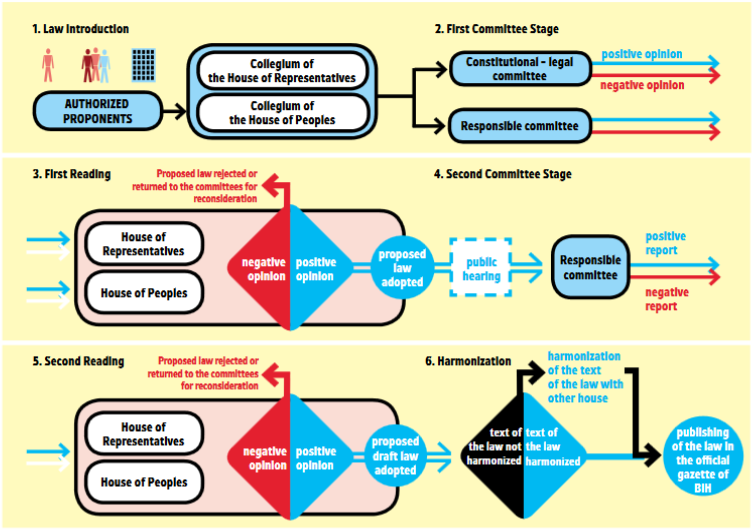 1. Law Introduction
AUTHORIZED
PROPONENTS
Collegium of
the House of Representatives
Collegium of
the House of Peoples
2. First Committee Stage
Constitutional – legal
committee
positive opinion
negative opinion
Responsible committee
3. First Reading
Proposed law rejected or
returned to the committees for
reconsideration
House of
Representatives
House of Peoples
negative
opinion
positive
opinion
proposed
law
adopted
4. Second Committee Stage
public
hearing
Responsible
committee
positive
report
negative
report
5. Second Reading
Proposed law rejected or
returned to the committees
for reconsideration
House of
Representatives
House of Peoples
negative
opinion
positive
opinion
proposed
draft law
adopted
6. Harmonization
text of
the law not
harmonized
text of
the law
harmonized
harmonization
of the text
of the law with
other house
publishing
of the law in
the official
gazette of
BIH